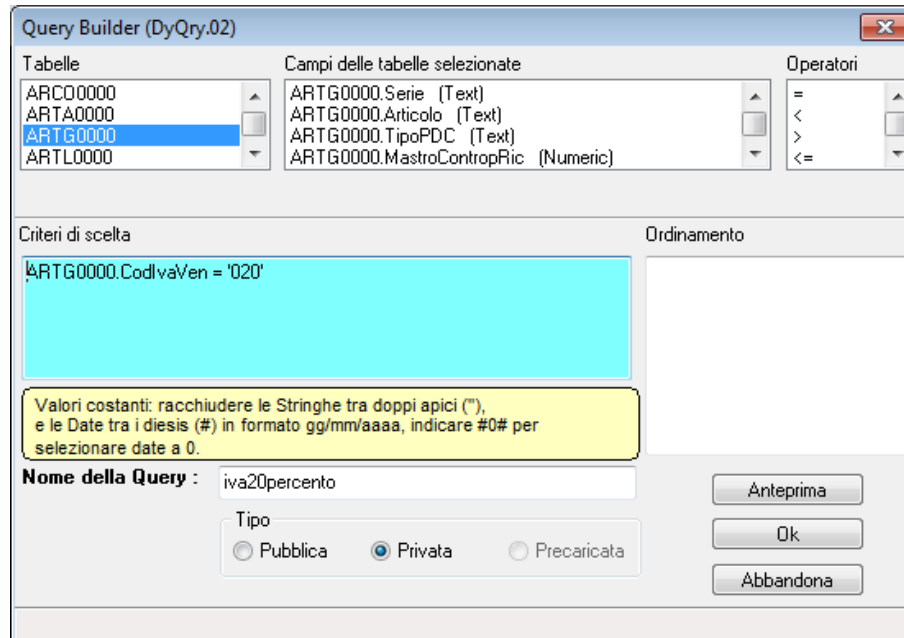 Query Builder (DyQry.02)
Tabelle
Campi delle tabelle selezionate
Operatori
ARCO0000
ARTA0000
ARTG0000
ARTL0000
ARTG0000.Serie (Text)
ARTG0000.Articolo (Text)
ARTG0000.TipoPDC (Text)
ARTG0000.MastroContropRic (Numeric)
=
<
>
<=
Criteri di scelta
Ordinamento
ARTG0000.CodIvaVen = '020'
Valori costanti: racchiudere le Stringhe tra doppi apici ("),
e le Date tra i diesis (#) in formato gg/mm/aaaa, indicare #0# per
selezionare date a 0.
Nome della Query :
iva20percento
Anteprima
Tipo
Pubblica
Privata
Precaricata
Ok
Abbandona